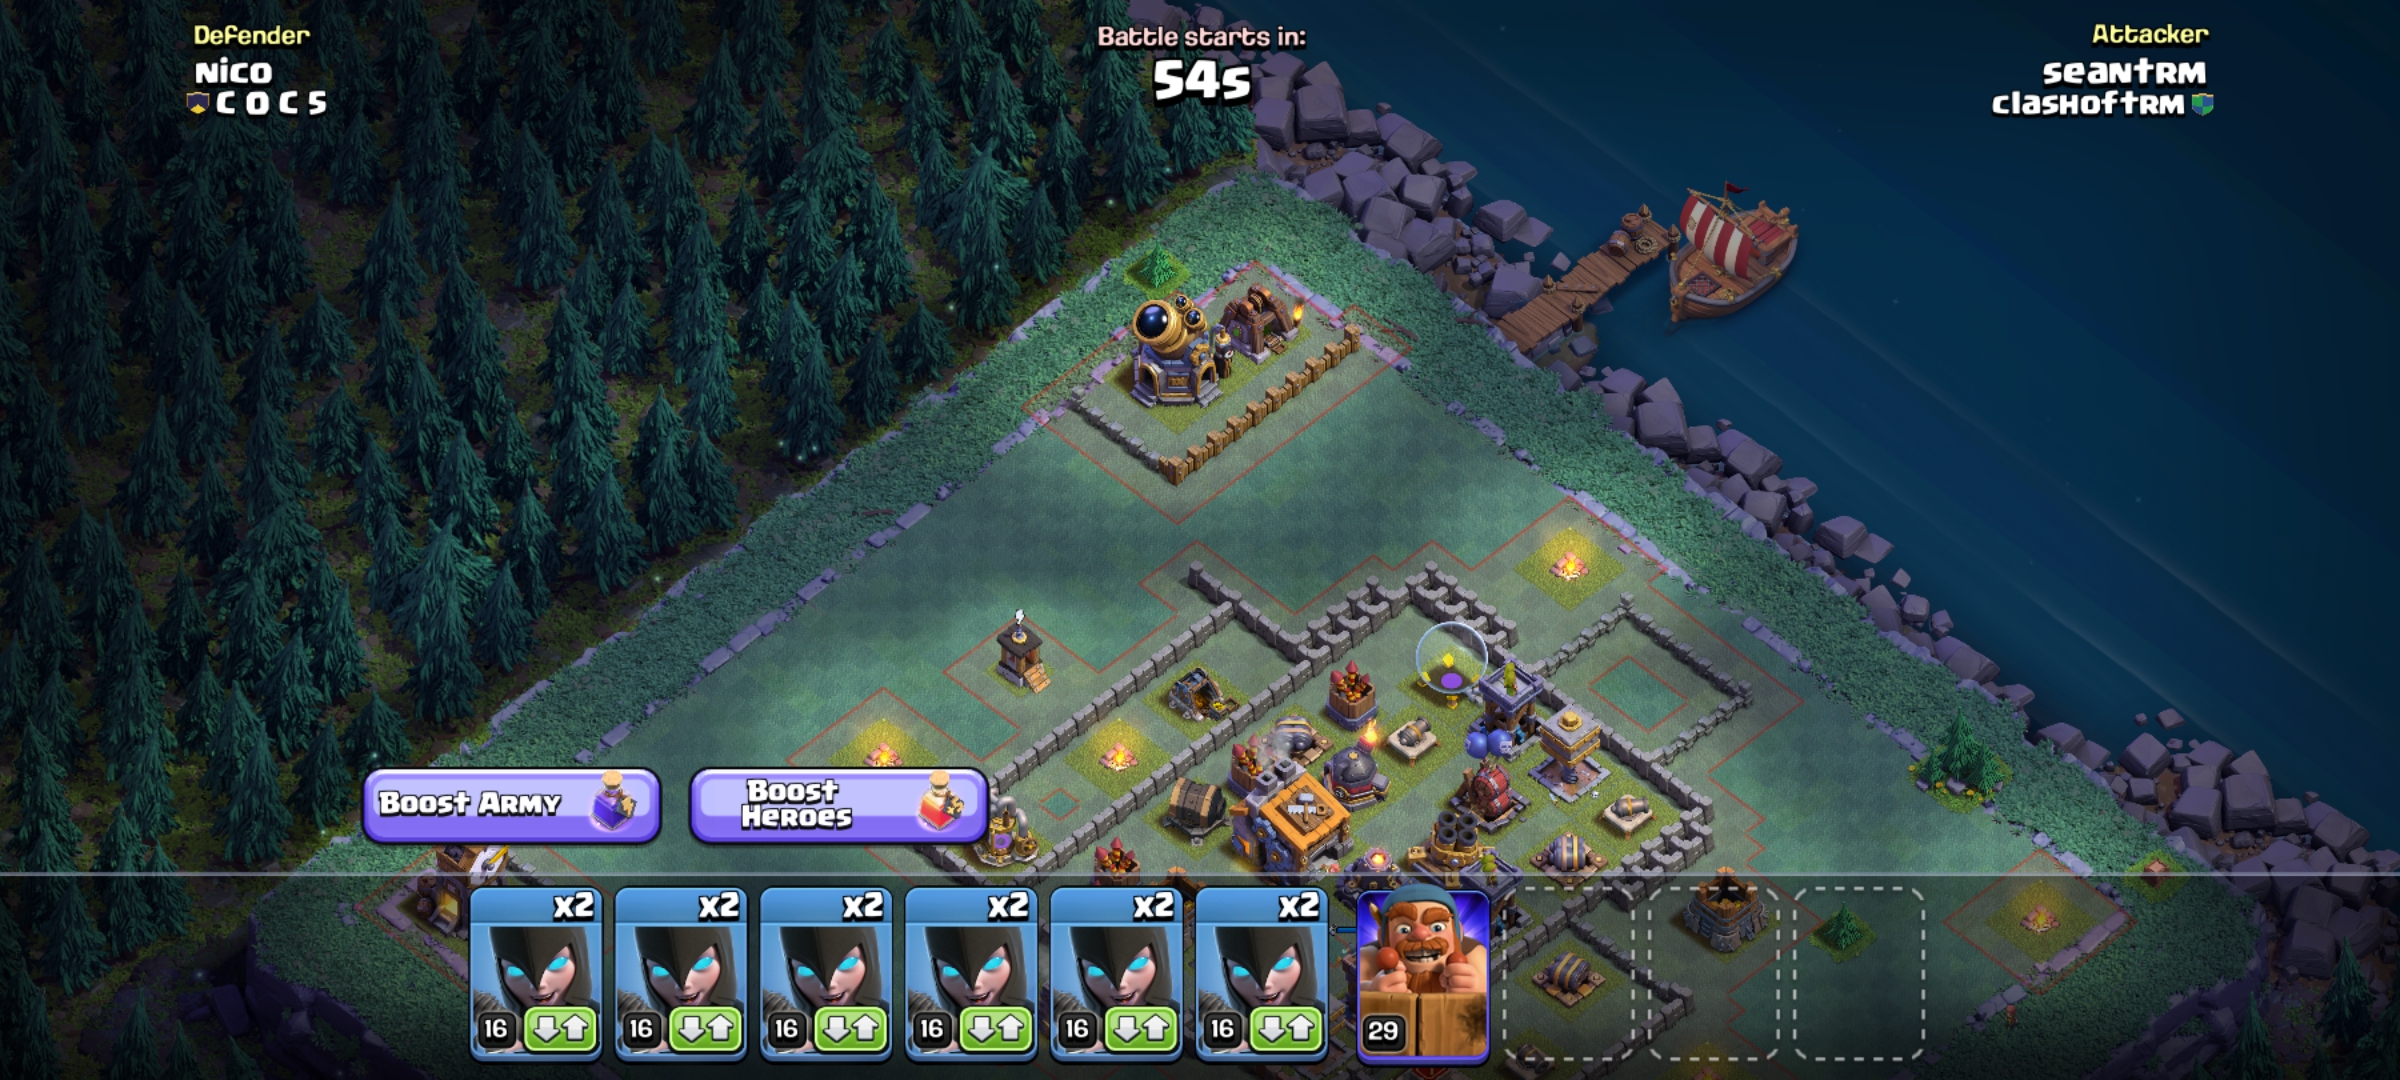 Defender
Nico
C O C S
Battle starts in:
54s
Attacker
seantRM
clashoftRM
Boost Army
Boost
Heroes
x2
x2
x2
x2
x2
x2
16
16
16
16
16
16
29